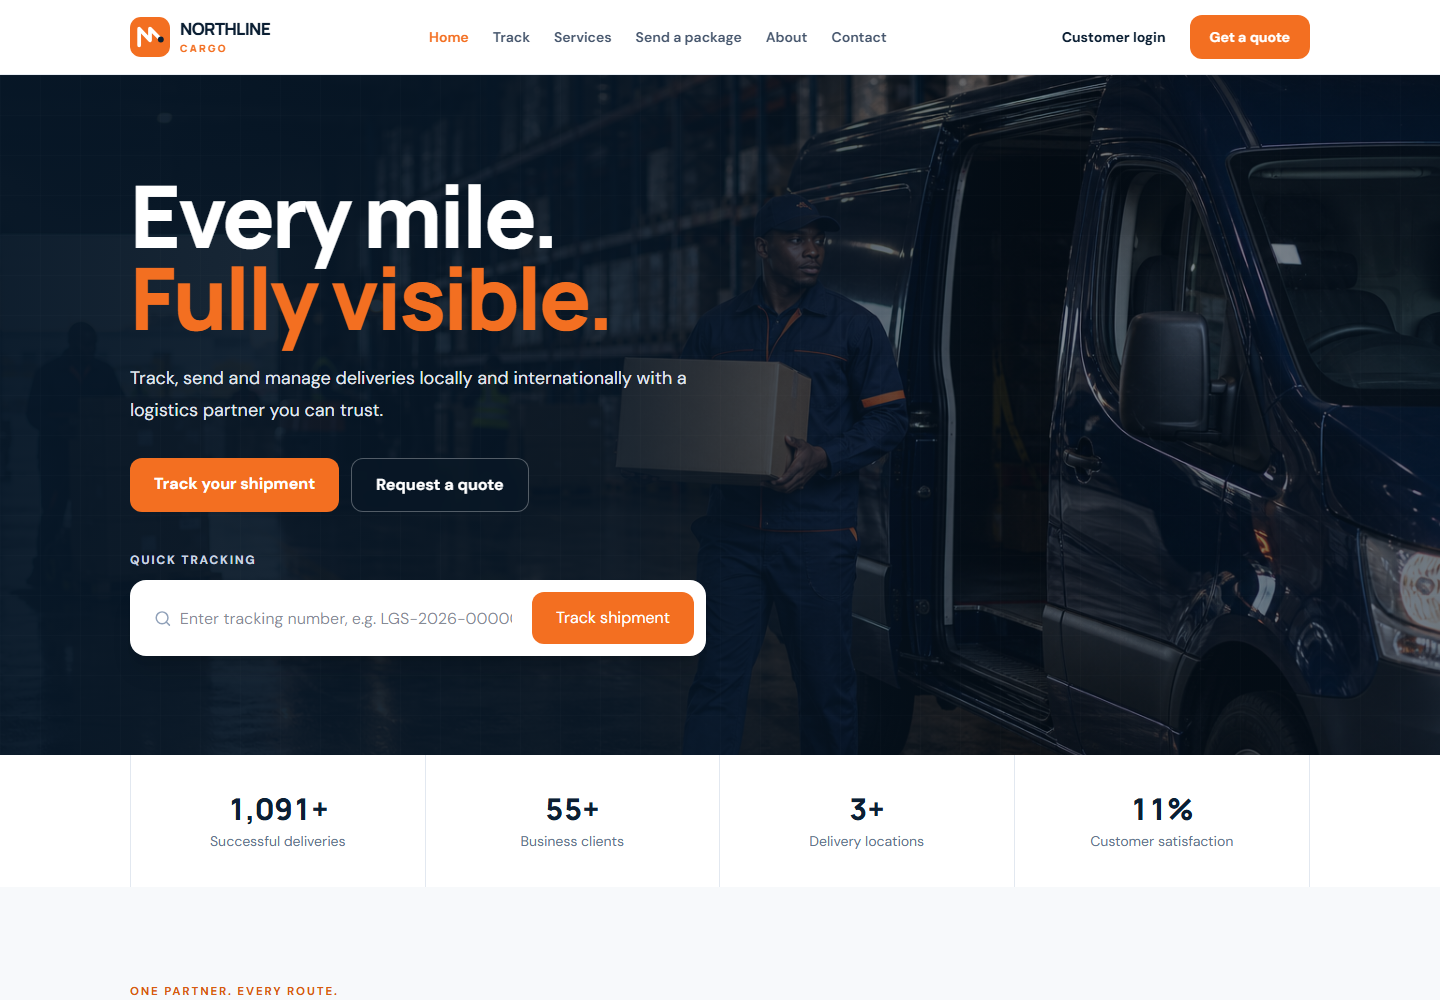 NORTHLINE
CARGO
Home Track Services Send a package About Contact
Customer login
Get a quote
Every mile.
Fully visible.
Track, send and manage deliveries locally and internationally with a
logistics partner you can trust.
Track your shipment
Request a quote
QUICK TRACKING
Enter tracking number, e.g. LGS-2026-0000
Track shipment
1,091+
Successful deliveries
55+
Business clients
3+
Delivery locations
11%
Customer satisfaction
ONE PARTNER. EVERY ROUTE.